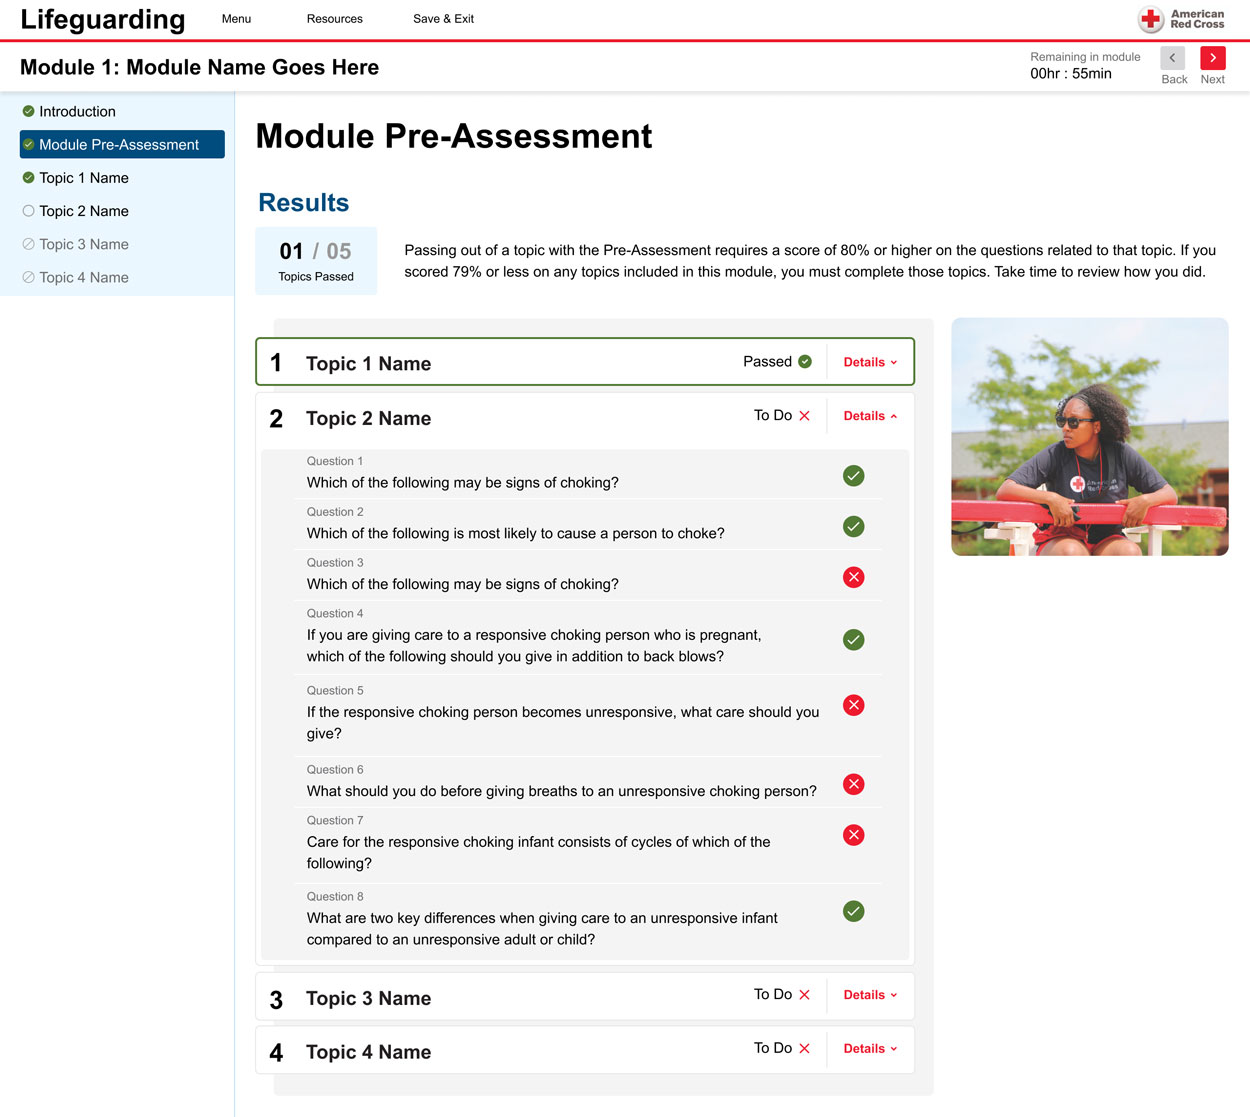 Lifeguarding
Menu
Resources
Save & Exit
American
Red Cross
Module 1: Module Name Goes Here
Remaining in module
00hr : 55min
Back
Next
Introduction
Module Pre-Assessment
Topic 1 Name
Topic 2 Name
Topic 3 Name
Topic 4 Name
Module Pre-Assessment
Results
01 / 05
Topics Passed
Passing out of a topic with the Pre-Assessment requires a score of 80% or higher on the questions related to that topic. If you
scored 79% or less on any topics included in this module, you must complete those topics. Take time to review how you did.
1 Topic 1 Name Passed Details
2 Topic 2 Name To Do Details
Question 1
Which of the following may be signs of choking?
Question 2
Which of the following is most likely to cause a person to choke?
Question 3
Which of the following may be signs of choking?
Question 4
If you are giving care to a responsive choking person who is pregnant,
which of the following should you give in addition to back blows?
Question 5
If the responsive choking person becomes unresponsive, what care should you
give?
Question 6
What should you do before giving breaths to an unresponsive choking person?
Question 7
Care for the responsive choking infant consists of cycles of which of the
following?
Question 8
What are two key differences when giving care to an unresponsive infant
compared to an unresponsive adult or child?
3 Topic 3 Name To Do Details
4 Topic 4 Name To Do Details
American
Red Cross